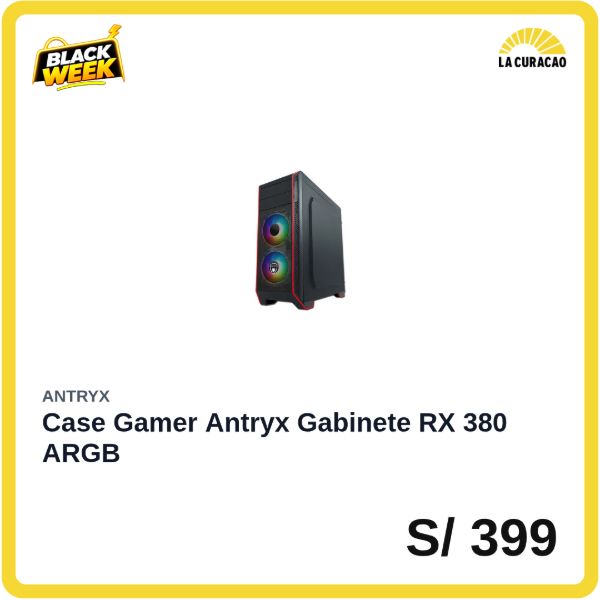 BLACK
WEEK
LA CURACAO
ANTRYX
Case Gamer Antryx Gabinete RX 380
ARGB
S/ 399